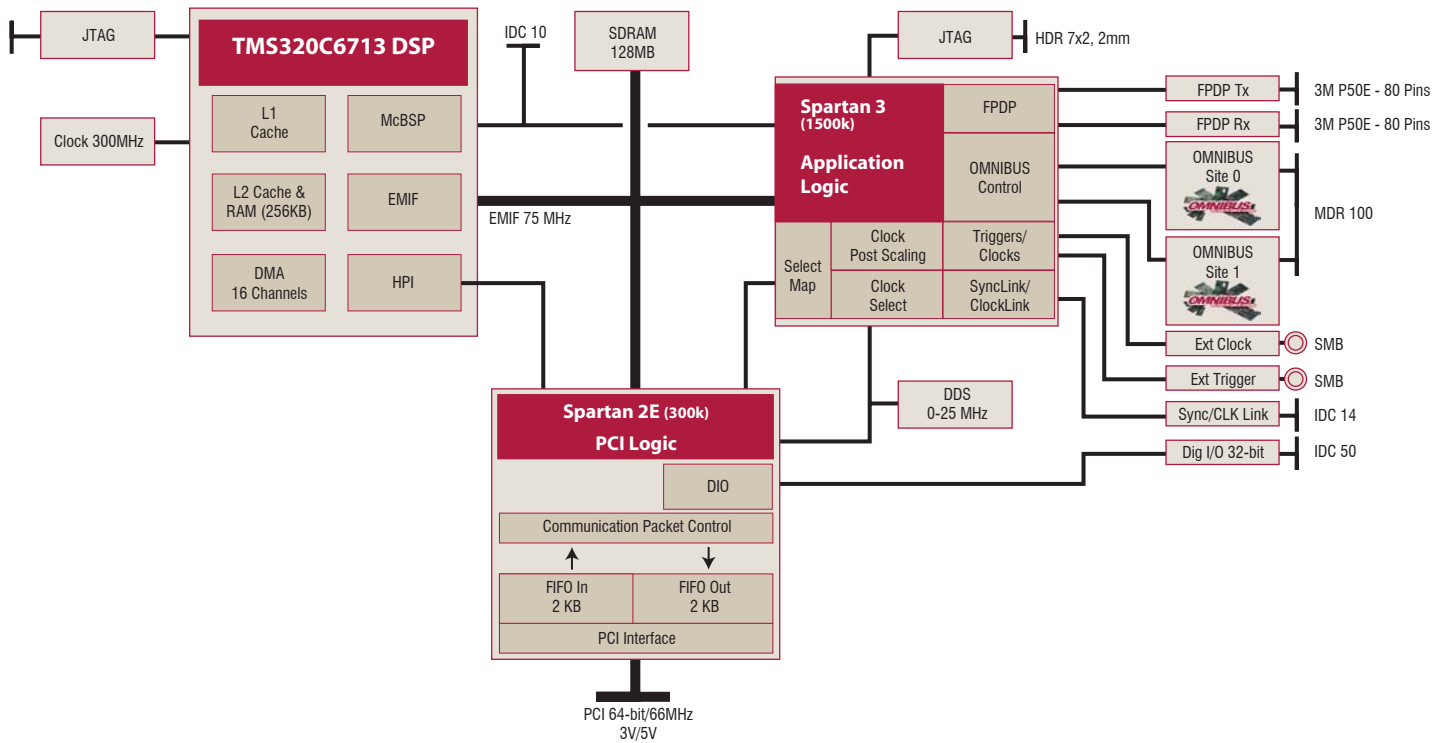 JTAG
TMS320C6713 DSP
IDC 10
SDRAM
128MB
JTAG
HDR 7x2, 2mm
L1
Cache
McBSP
Clock 300MHz
L2 Cache &
RAM (256KB)
EMIF
EMIF 75 MHz
DMA
16 Channels
HPI
Spartan 3
(1500k)
Application
Logic
FPDP
OMNIBUS
Control
Select
Map
Clock
Post Scaling
Triggers/
Clocks
Clock
Select
SyncLink/
ClockLink
FPDP Tx
3M P50E - 80 Pins
FPDP Rx
3M P50E - 80 Pins
OMNIBUS
Site 0
OMNIBUS
MDR 100
OMNIBUS
Site 1
OMNIBUS
Ext Clock
SMB
Ext Trigger
SMB
Sync/CLK Link
IDC 14
Dig I/O 32-bit
IDC 50
DDS
0-25 MHz
Spartan 2E (300k)
PCI Logic
DIO
Communication Packet Control
FIFO In
2 KB
FIFO Out
2 KB
PCI Interface
PCI 64-bit/66MHz
3V/5V